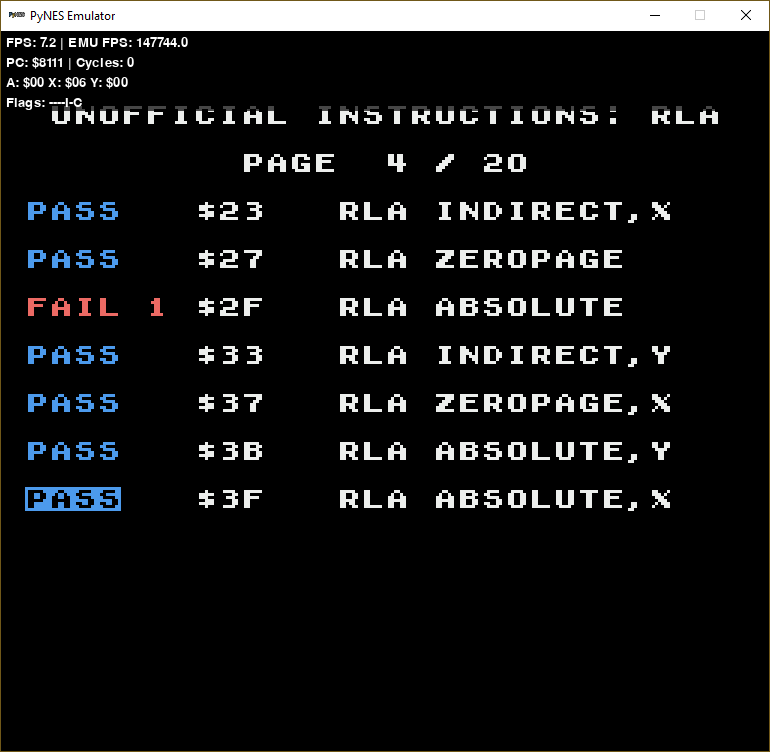 PyNES Emulator
FPS: 7.2 | EMU FPS: 147744.0
PC: $8111 | Cycles: 0
A: $00 X: $06 Y: $00
Flags: ----I-C
UNOFFICIAL INSTRUCTIONS: RLA
PAGE 4 / 20
PASS $23 RLA INDIRECT,X
PASS $27 RLA ZEROPAGE
FAIL 1 $2F RLA ABSOLUTE
PASS $33 RLA INDIRECT,Y
PASS $37 RLA ZEROPAGE,X
PASS $3B RLA ABSOLUTE,Y
PASS $3F RLA ABSOLUTE,X